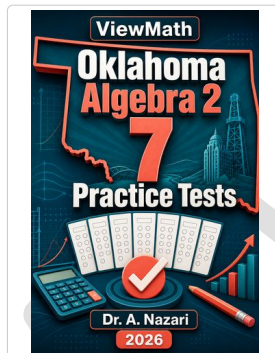 ViewMath
Oklahoma
Algebra 2
7
Practice Tests
Dr. A. Nazari
2026